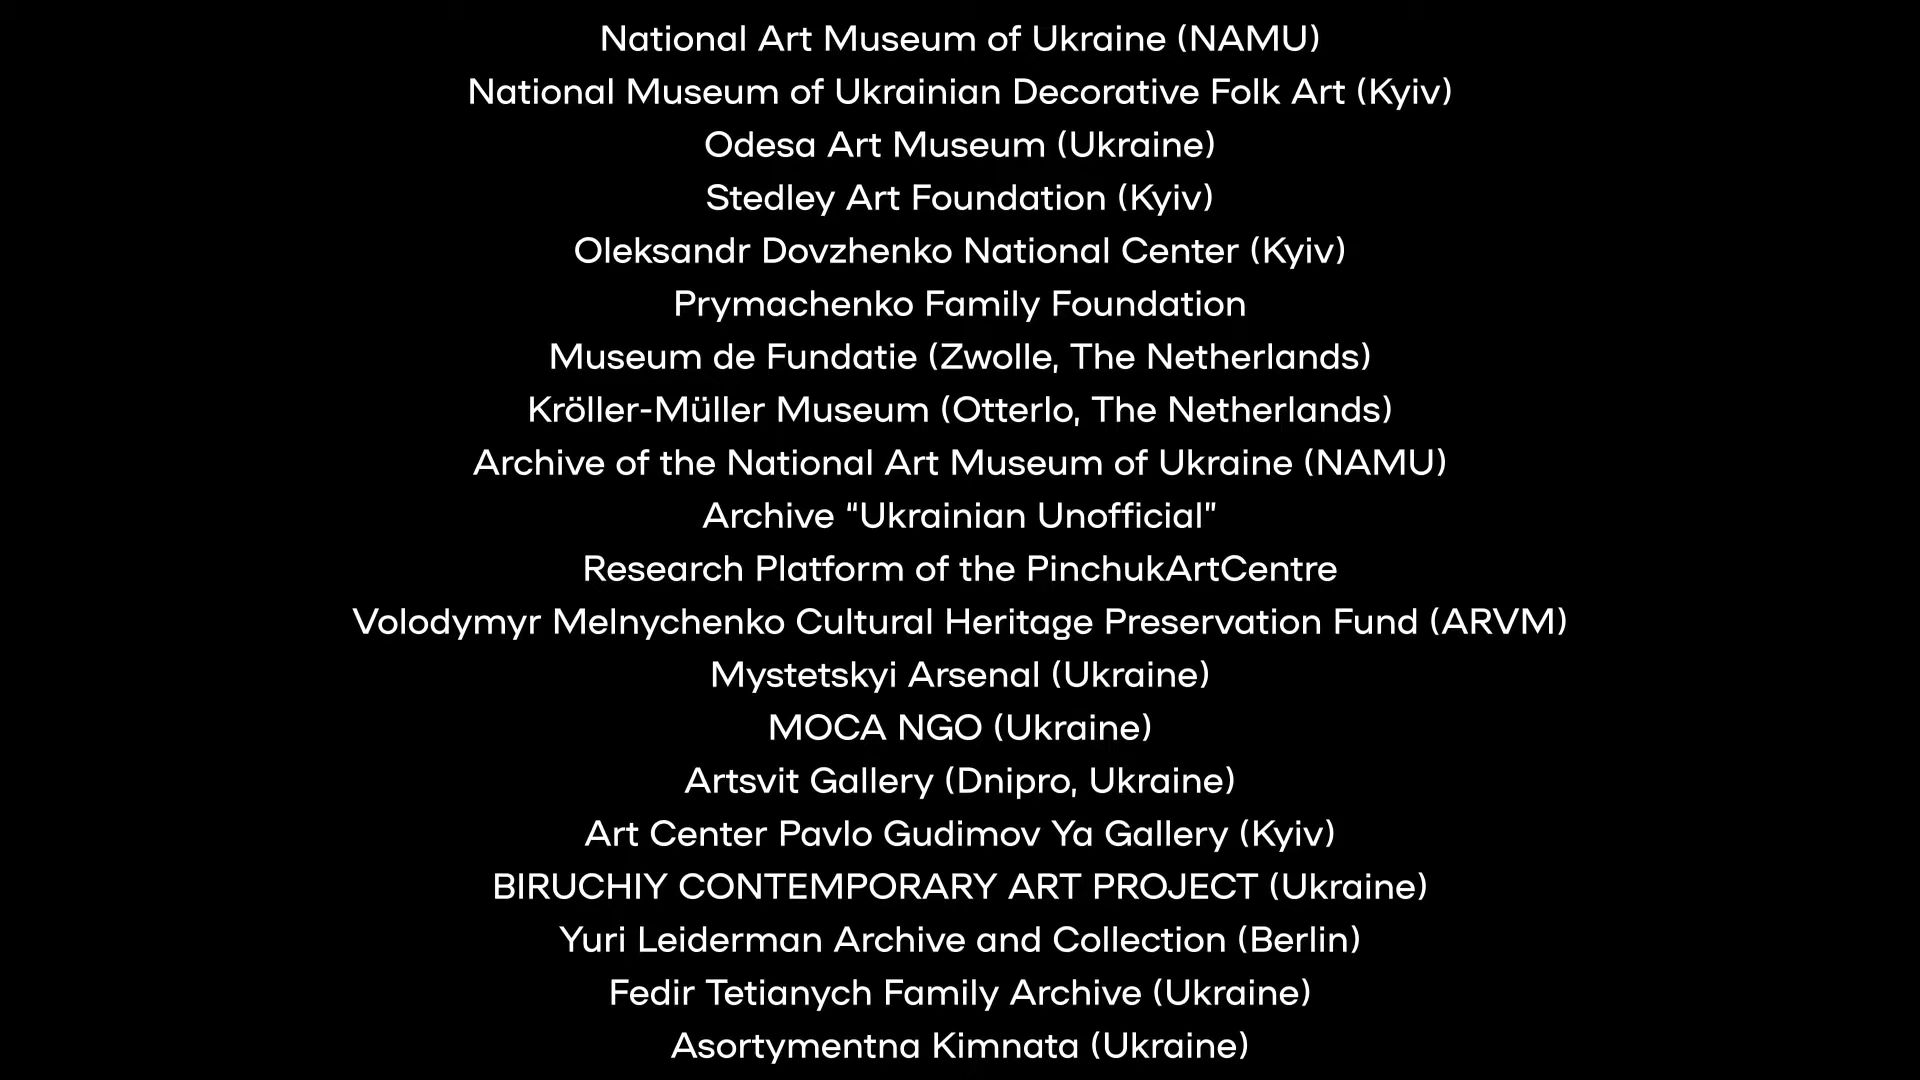 National Art Museum of Ukraine (NAMU)
National Museum of Ukrainian Decorative Folk Art (Kyiv)
Odesa Art Museum (Ukraine)
Stedley Art Foundation (Kyiv)
Oleksandr Dovzhenko National Center (Kyiv)
Prymachenko Family Foundation
Museum de Fundatie (Zwolle, The Netherlands)
Kröller-Müller Museum (Otterlo, The Netherlands)
Archive of the National Art Museum of Ukraine (NAMU)
Archive “Ukrainian Unofficial”
Research Platform of the PinchukArtCentre
Volodymyr Melnychenko Cultural Heritage Preservation Fund (ARVM)
Mystetskyi Arsenal (Ukraine)
MOCA NGO (Ukraine)
Artsvit Gallery (Dnipro, Ukraine)
Art Center Pavlo Gudimov Ya Gallery (Kyiv)
BIRUCHIY CONTEMPORARY ART PROJECT (Ukraine)
Yuri Leiderman Archive and Collection (Berlin)
Fedir Tetianych Family Archive (Ukraine)
Asortymentna Kimnata (Ukraine)